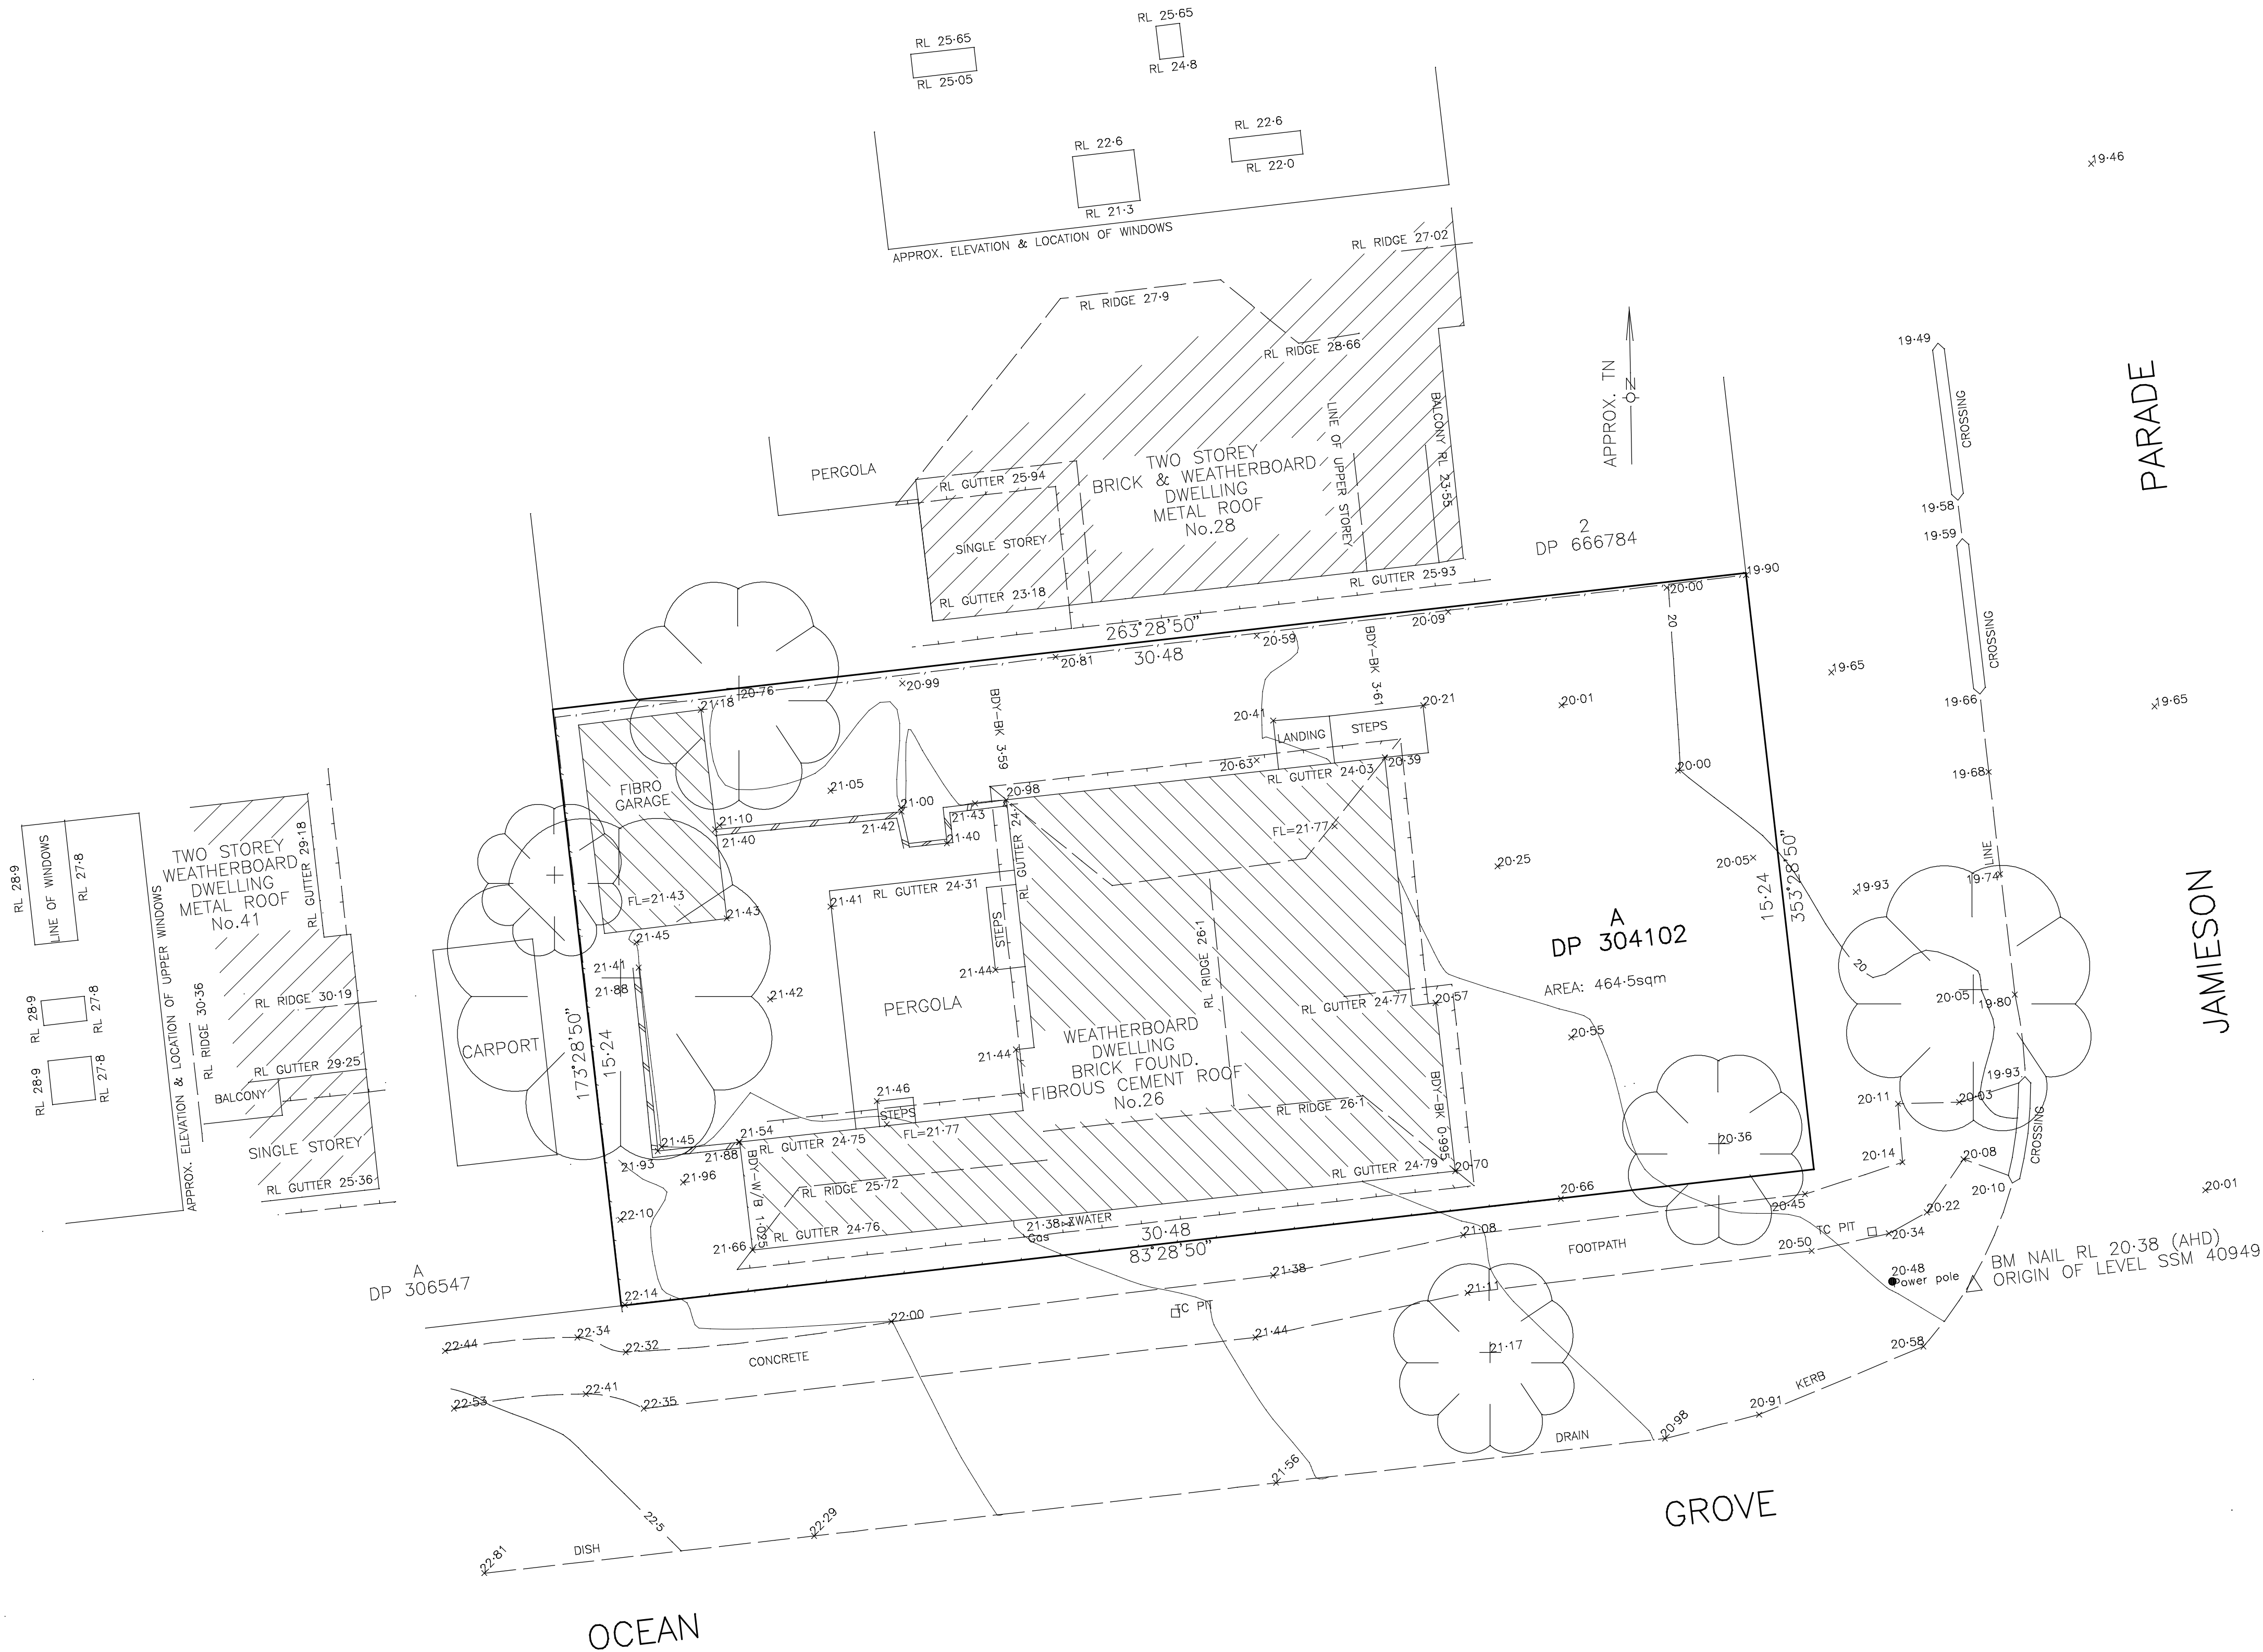 RL 25·65
RL 25·05
RL 25·65
RL 24·8
RL 22·6
RL 21·3
RL 22·6
RL 22·0
APPROX. ELEVATION & LOCATION OF WINDOWS
19·46
RL RIDGE 27·02
RL RIDGE 27·9
RL RIDGE 28·66
PERGOLA
RL GUTTER 25·94
TWO STOREY
BRICK & WEATHERBOARD
DWELLING
METAL ROOF
No.28
SINGLE STOREY
LINE OF UPPER STOREY
BALCONY RL 23·55
RL GUTTER 23·18
RL GUTTER 25·93
APPROX. TN
N
2
DP 666784
19·49
CROSSING
19·58
19·59
CROSSING
19·66
PARADE
JAMIESON
19·65
19·65
19·68
LINE
19·74
19·93
20·05
19·80
19·93
20·11
20·03
CROSSING
20·14
20·08
20·10
20·22
20·01
263°28'50"
30·48
19·90
20·00
20
20·76
21·18
20·99
20·81
20·59
20·09
BDY-BK 3·59
BDY-BK 3·61
20·41
20·21
20·01
LANDING
STEPS
20·63
20·39
RL GUTTER 24·03
20·00
FIBRO
GARAGE
21·05
21·00
21·10
21·40
21·42
21·43
21·40
20·98
RL GUTTER 24·1
FL=21·77
20·25
20·05
15·24
353°28'50"
20
FL=21·43
21·43
21·45
21·41
21·88
21·41
RL GUTTER 24·31
STEPS
21·44
21·42
PERGOLA
RL RIDGE 26·1
RL GUTTER 24·77
20·57
A
DP 304102
AREA: 464·5sqm
20·55
WEATHERBOARD
DWELLING
BRICK FOUND.
FIBROUS CEMENT ROOF
No.26
21·44
RL RIDGE 26·1
BDY-BK 0·995
21·46
STEPS
FL=21·77
RL GUTTER 24·75
21·54
21·88
21·45
21·93
21·96
RL RIDGE 25·72
BDY-W/B 1·025
RL GUTTER 24·76
21·66
22·10
RL GUTTER 24·79
20·70
20·36
20·66
20·45
21·38
WATER
Gas
30·48
83°28'50"
173°28'50"
15·24
RL 28·9
LINE OF WINDOWS
RL 27·8
RL 28·9
RL 27·8
RL 28·9
RL 27·8
APPROX. ELEVATION & LOCATION OF UPPER WINDOWS
TWO STOREY
WEATHERBOARD
DWELLING
METAL ROOF
No.41
RL GUTTER 29·18
RL RIDGE 30·36
RL RIDGE 30·19
RL GUTTER 29·25
BALCONY
SINGLE STOREY
RL GUTTER 25·36
CARPORT
A
DP 306547
22·14
22·44
22·34
22·32
22·00
21·38
21·08
FOOTPATH
20·50
TC PIT
20·34
20·48
Power pole
BM NAIL RL 20·38 (AHD)
ORIGIN OF LEVEL SSM 40949
CONCRETE
TC PIT
21·44
21·11
22·53
22·41
22·35
21·17
20·58
KERB
20·91
20·98
DRAIN
21·56
22·29
22·5
22·81
DISH
OCEAN
GROVE